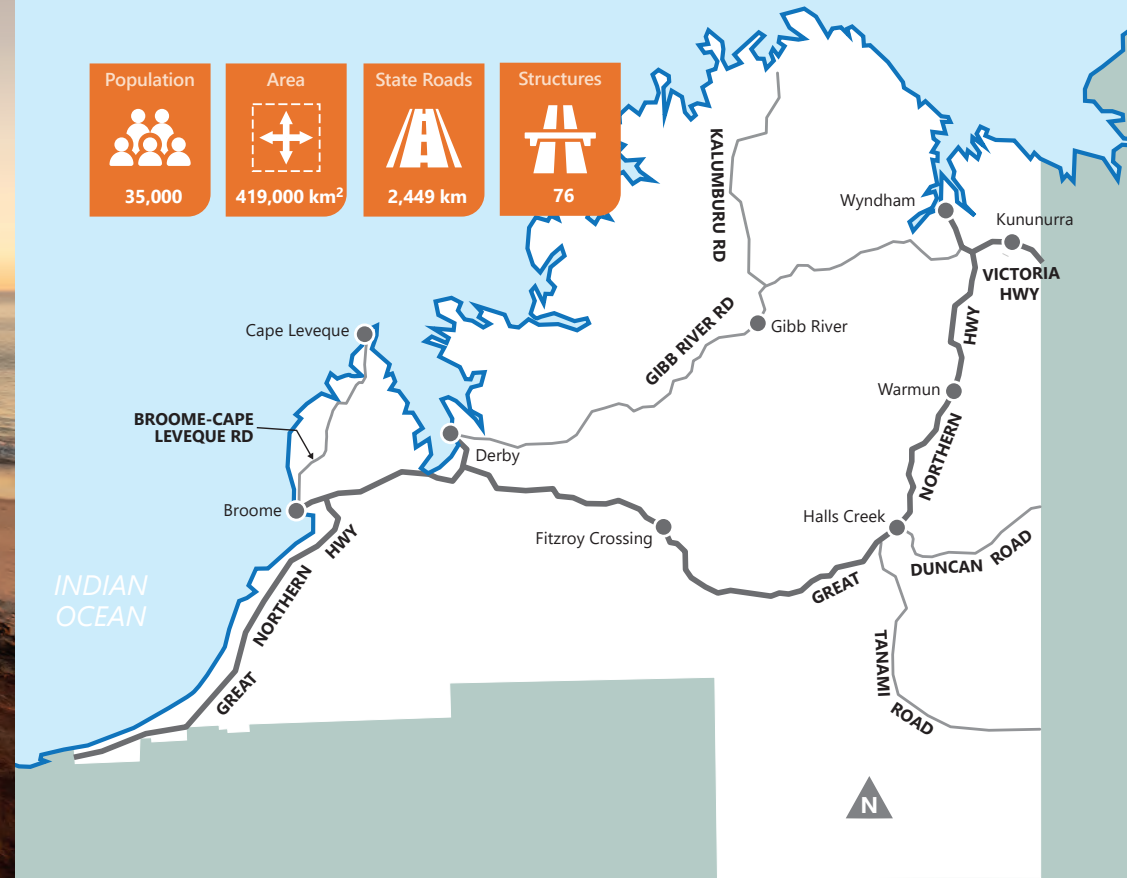 Population
35,000
Area
419,000 km²
State Roads
2,449 km
Structures
76
KALUMBURU RD
Wyndham
Kununurra
VICTORIA
HWY
Cape Leveque
Gibb River
GIBB RIVER RD
HWY
Warmun
NORTHERN
BROOME-CAPE
LEVEQUE RD
Derby
Broome
Fitzroy Crossing
Halls Creek
DUNCAN ROAD
GREAT
INDIAN
OCEAN
GREAT NORTHERN HWY
TANAMI ROAD
N